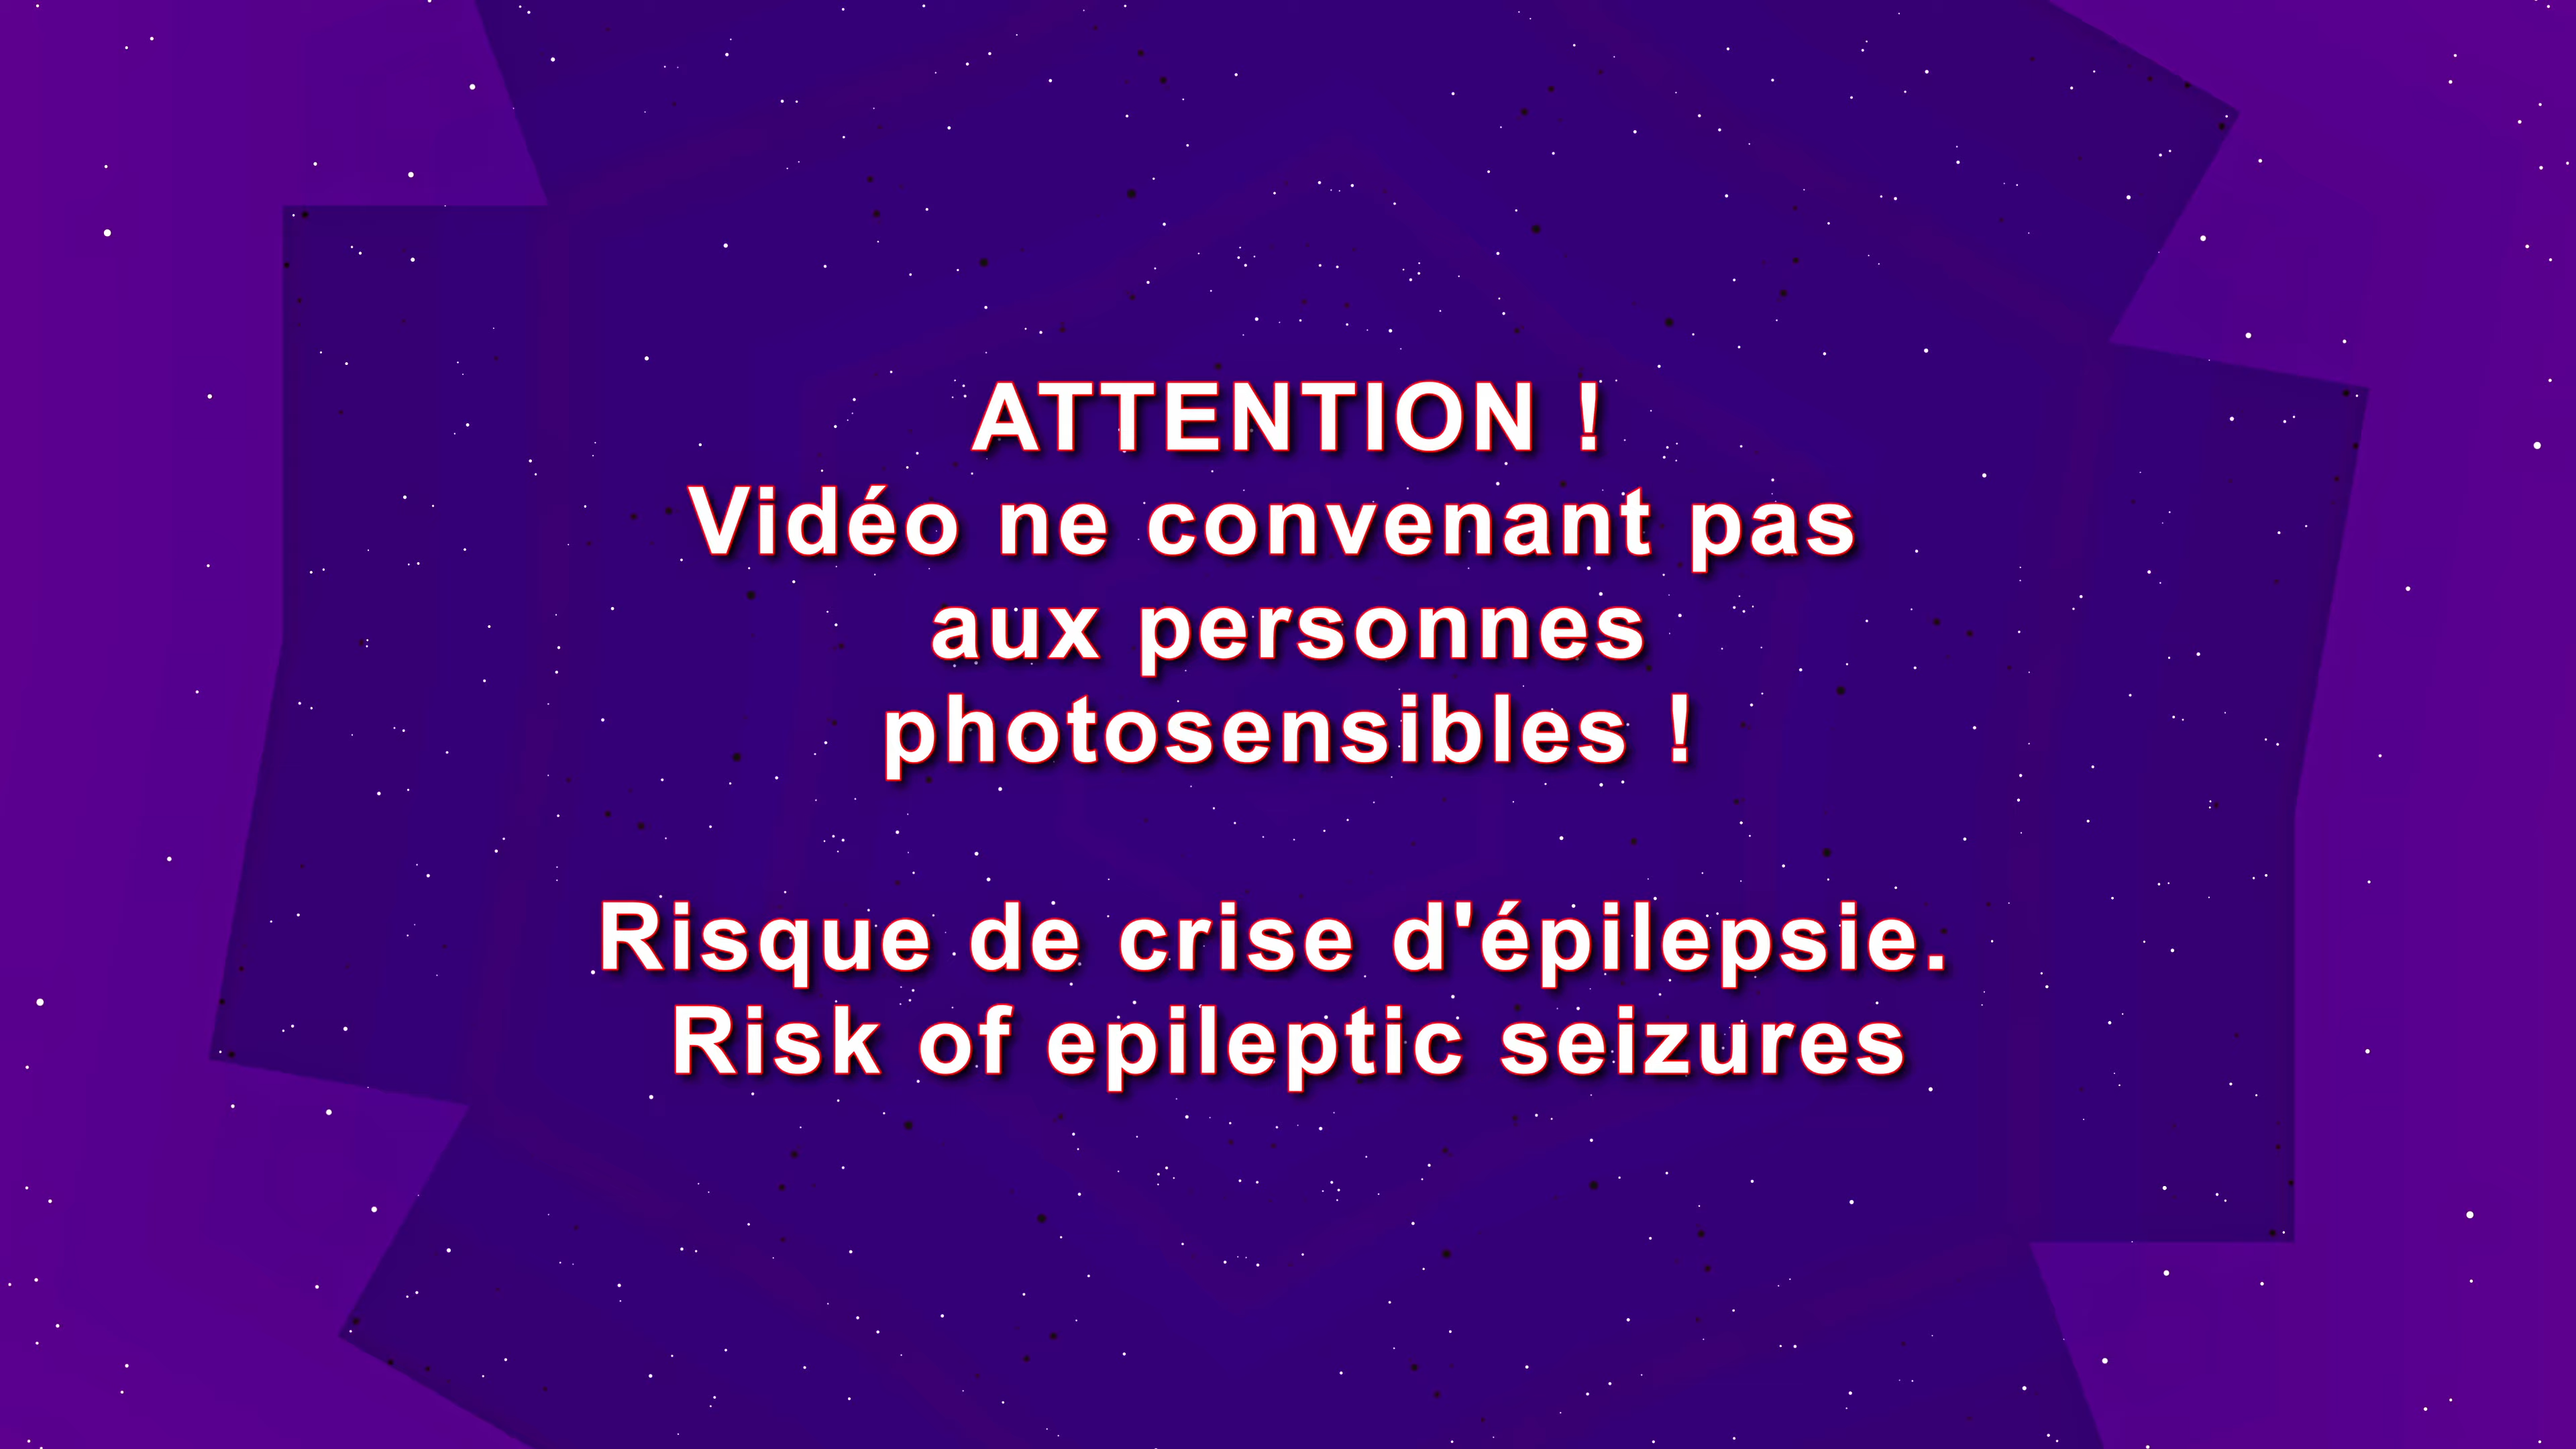 ATTENTION !
Vidéo ne convenant pas
aux personnes
photosensibles !
Risque de crise d'épilepsie.
Risk of epileptic seizures